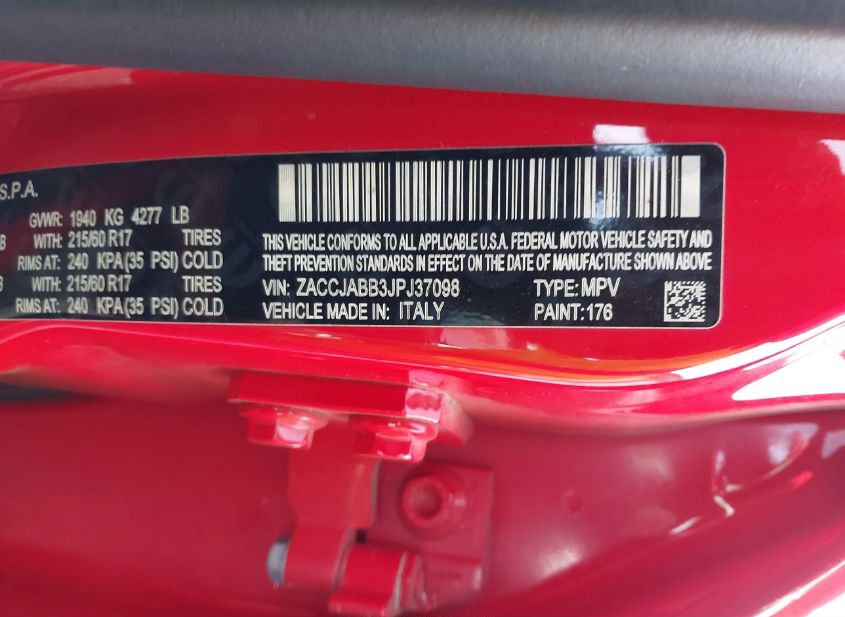 S.P.A.
GVWR: 1940 KG 4277 LB
WITH: 215/60 R17 TIRES
RIMS AT: 240 KPA(35 PSI) COLD
WITH: 215/60 R17 TIRES
RIMS AT: 240 KPA(35 PSI) COLD
THIS VEHICLE CONFORMS TO ALL APPLICABLE U.S.A. FEDERAL MOTOR VEHICLE SAFETY AND
THEFT PREVENTION STANDARDS IN EFFECT ON THE DATE OF MANUFACTURE SHOWN ABOVE
VIN: ZACCJABB3JPJ37098 TYPE: MPV
VEHICLE MADE IN: ITALY PAINT: 176